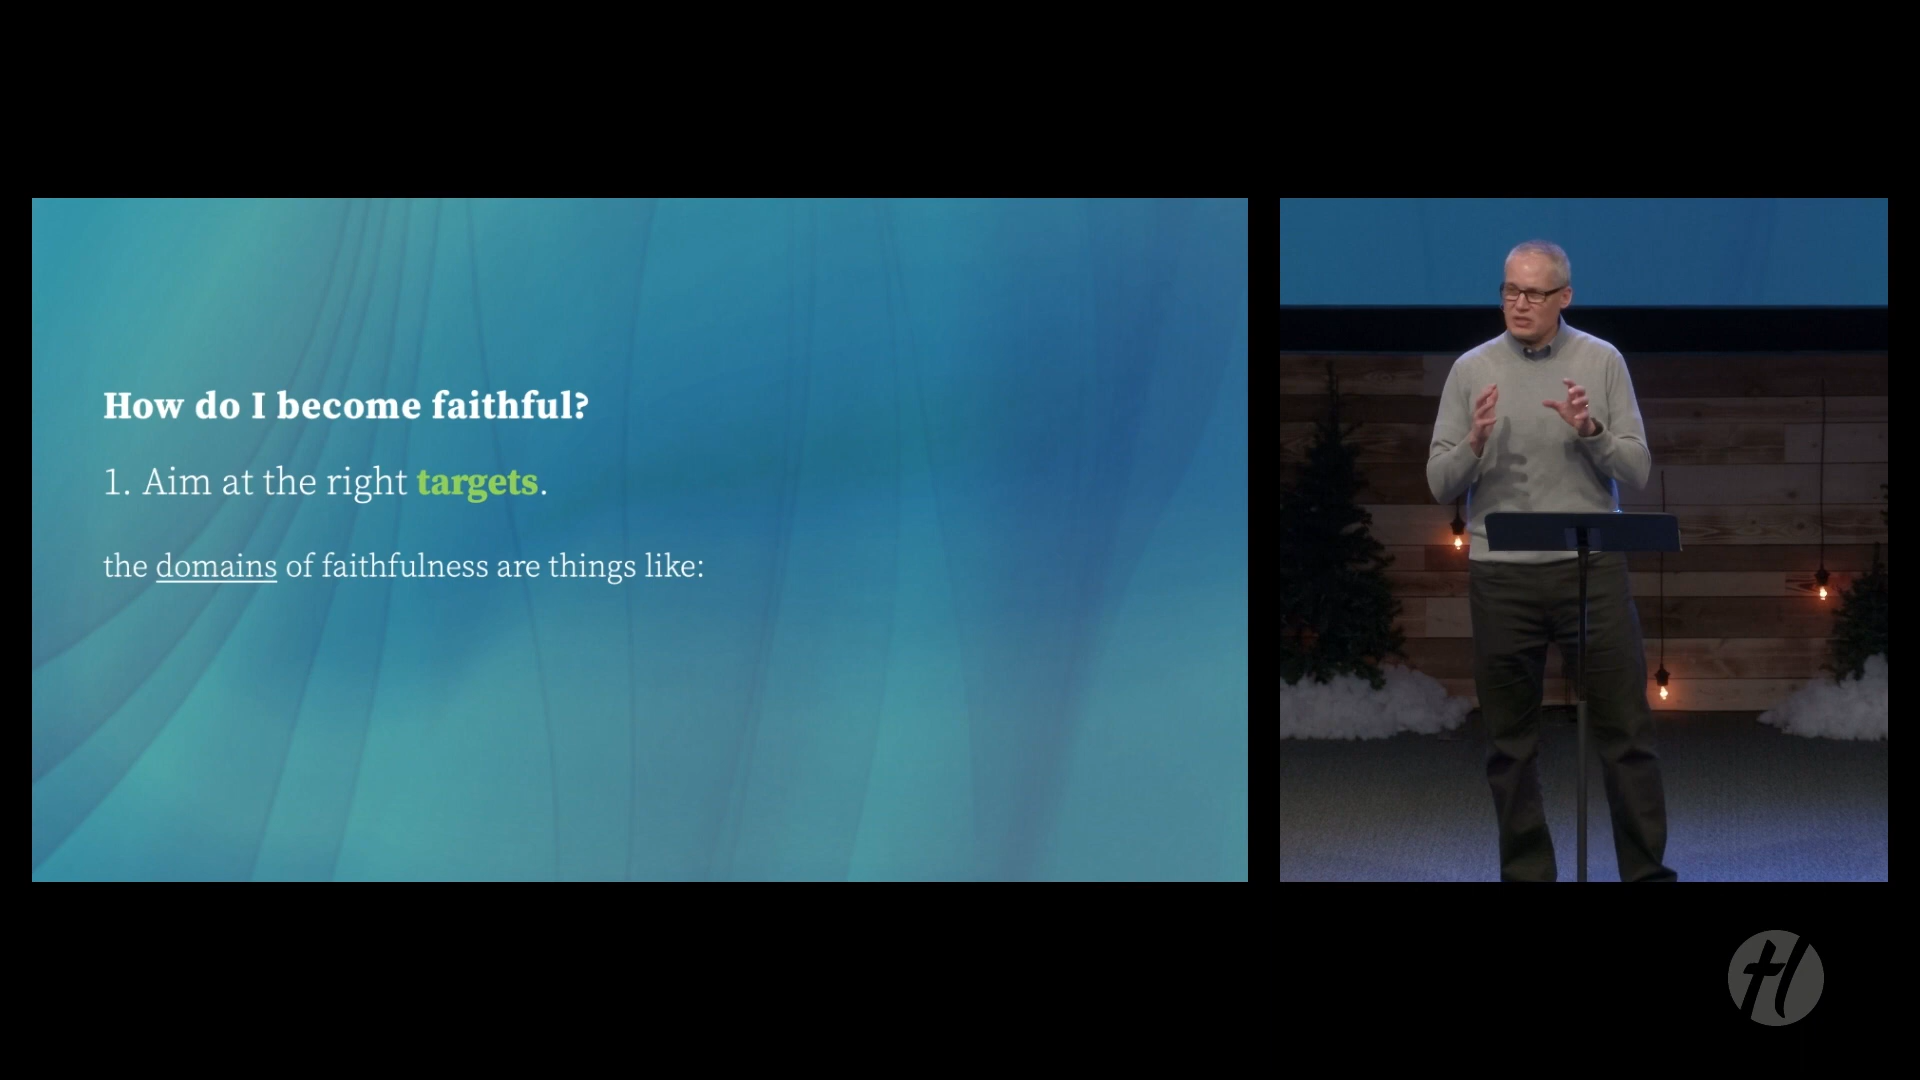 How do I become faithful?
1. Aim at the right targets.
the domains of faithfulness are things like: